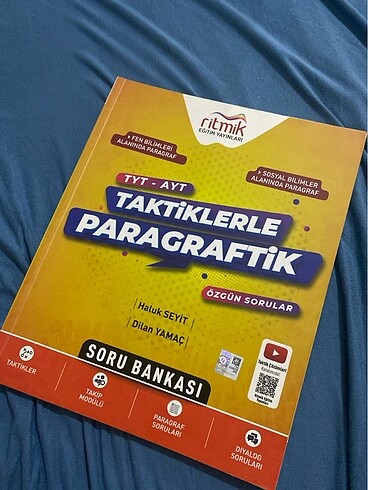 ritmik
EĞİTİM YAYINLARI
FEN BİLİMLERİ
ALANINDA PARAGRAF
SOSYAL BİLİMLER
ALANINDA PARAGRAF
TYT - AYT
TAKTİKLERLE
PARAGRAFTİK
ÖZGÜN SORULAR
Haluk SEYİT
Dilan YAMAÇ
SORU BANKASI
Taktik Çözümleri
TAKTİKLER
TAKİP
MODÜLÜ
PARAGRAF
SORULARI
DİYALOG
SORULARI